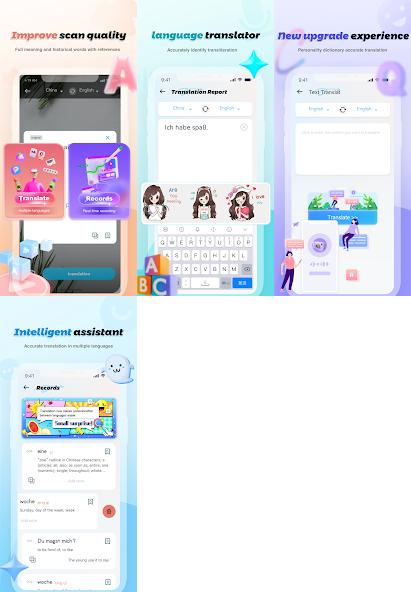 Improve scan quality
Full meaning and historical words with references
China
English
Translate
multiple languages
Records
Real-time recording
translation
language translator
Accurately identify transliteration
9:41
Translation Report
China
English
Ich habe spaß.
love
Q W E R T Y U I O P
A S D F G H J K L
Z X C V B N M
123
A
B C
New upgrade experience
Personality dictionary accurate translation
9:41
Text Translat
English
English
Translate
Intelligent assistant
Accurate translation in multiple languages
9:41
Records
Translation now makes communication
between languages easier
Small surprise!
eine
woche
Sunday, day of the week, week
Du magst mich?
to be fond of, to like
The young use it to say
woche